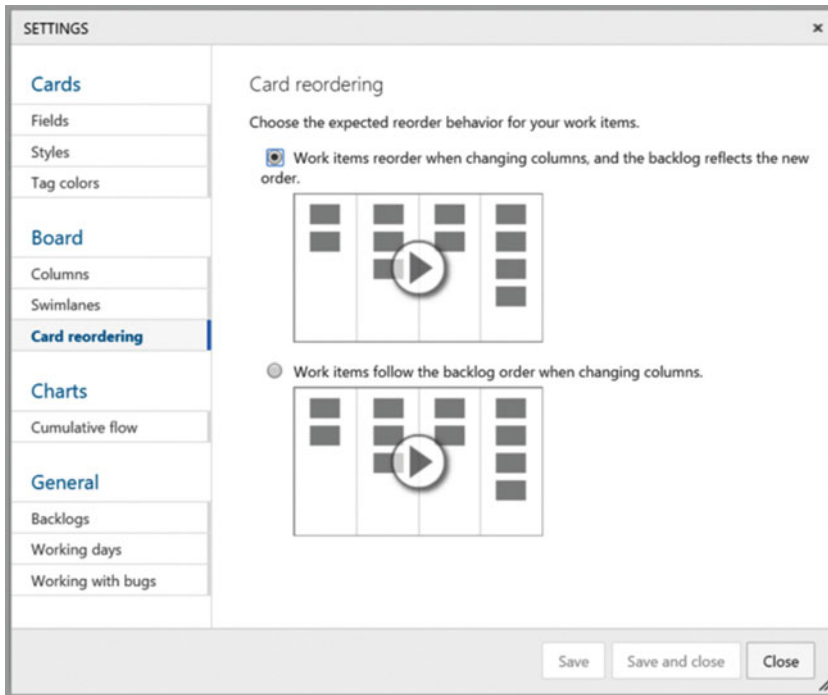 SETTINGS
Cards
Fields
Styles
Tag colors
Board
Columns
Swimlanes
Card reordering
Charts
Cumulative flow
General
Backlogs
Working days
Working with bugs
Card reordering
Choose the expected reorder behavior for your work items.
Work items reorder when changing columns, and the backlog reflects the new
order.
Work items follow the backlog order when changing columns.
Save
Save and close
Close